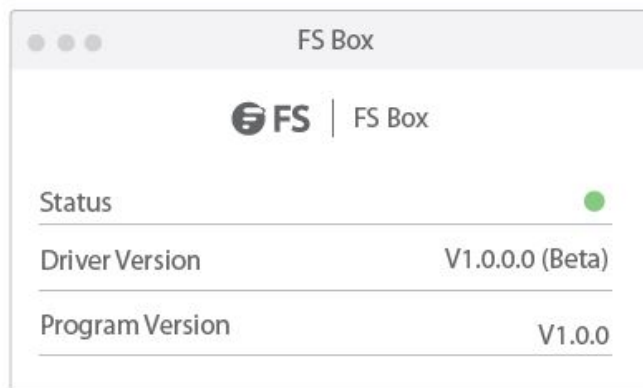 FS Box
FS | FS Box
Status
Driver Version V1.0.0.0 (Beta)
Program Version V1.0.0